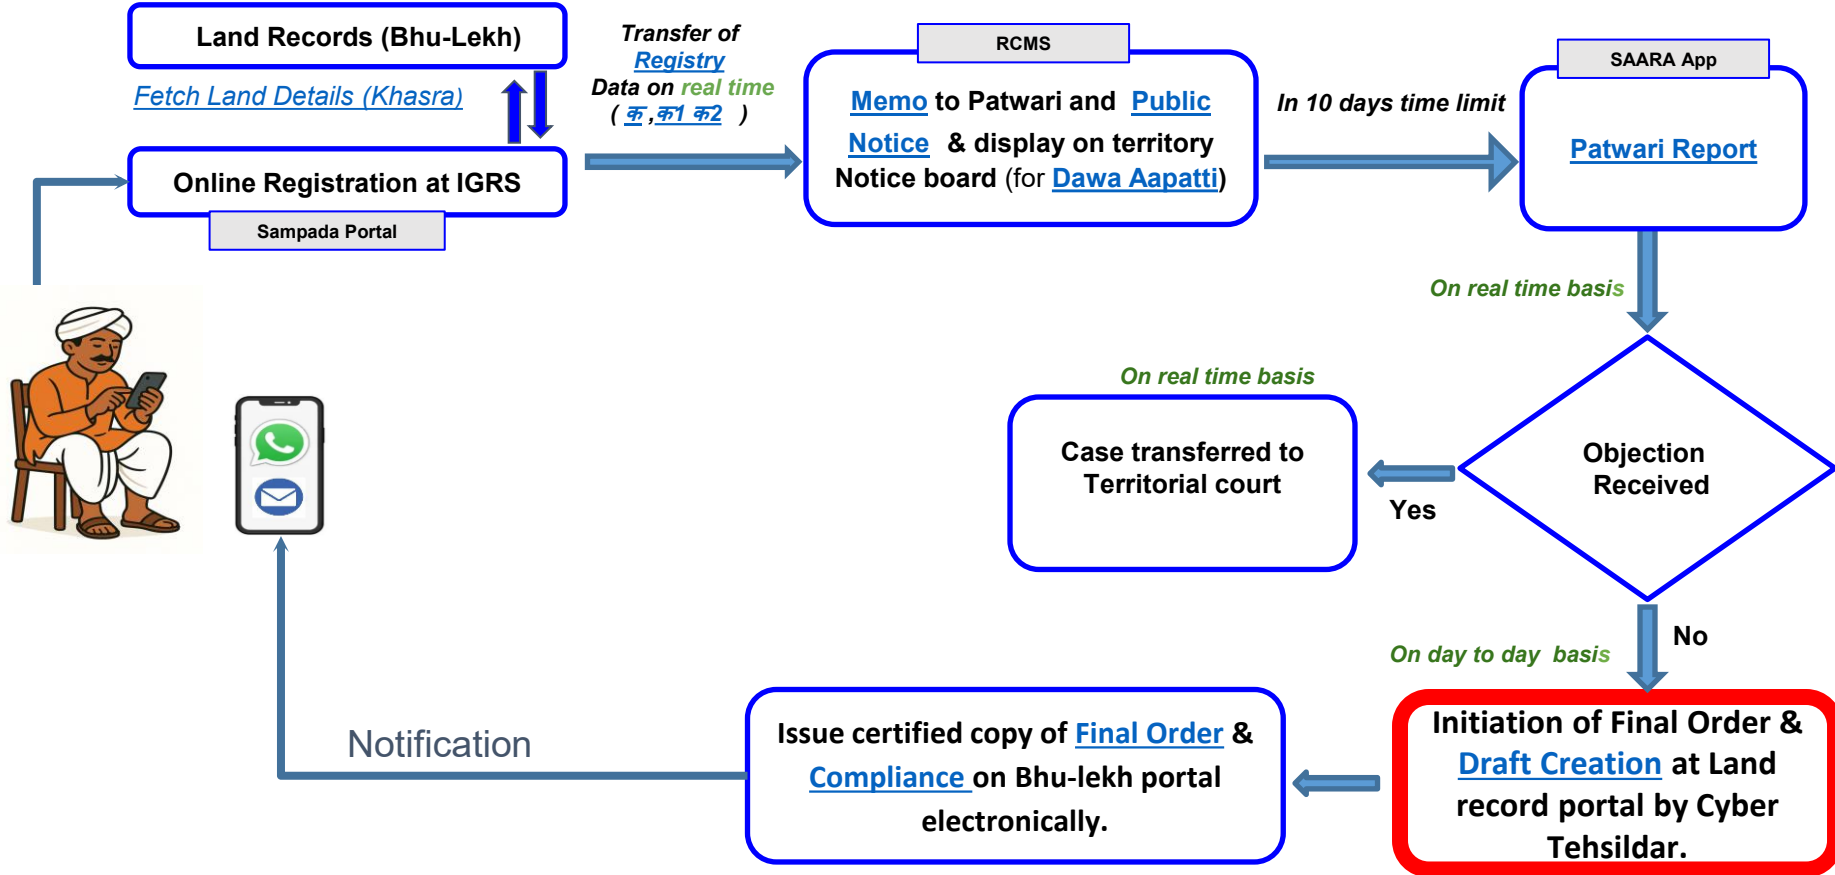 Land Records (Bhu-Lekh)
Fetch Land Details (Khasra)
Online Registration at IGRS
Sampada Portal
Transfer of
Registry
Data on real time
( क ,क1 क2 )
RCMS
Memo to Patwari and Public
Notice & display on territory
Notice board (for Dawa Aapatti)
In 10 days time limit
SAARA App
Patwari Report
On real time basis
Objection
Received
Yes
On real time basis
Case transferred to
Territorial court
No
On day to day basis
Initiation of Final Order &
Draft Creation at Land
record portal by Cyber
Tehsildar.
Issue certified copy of Final Order &
Compliance on Bhu-lekh portal
electronically.
Notification